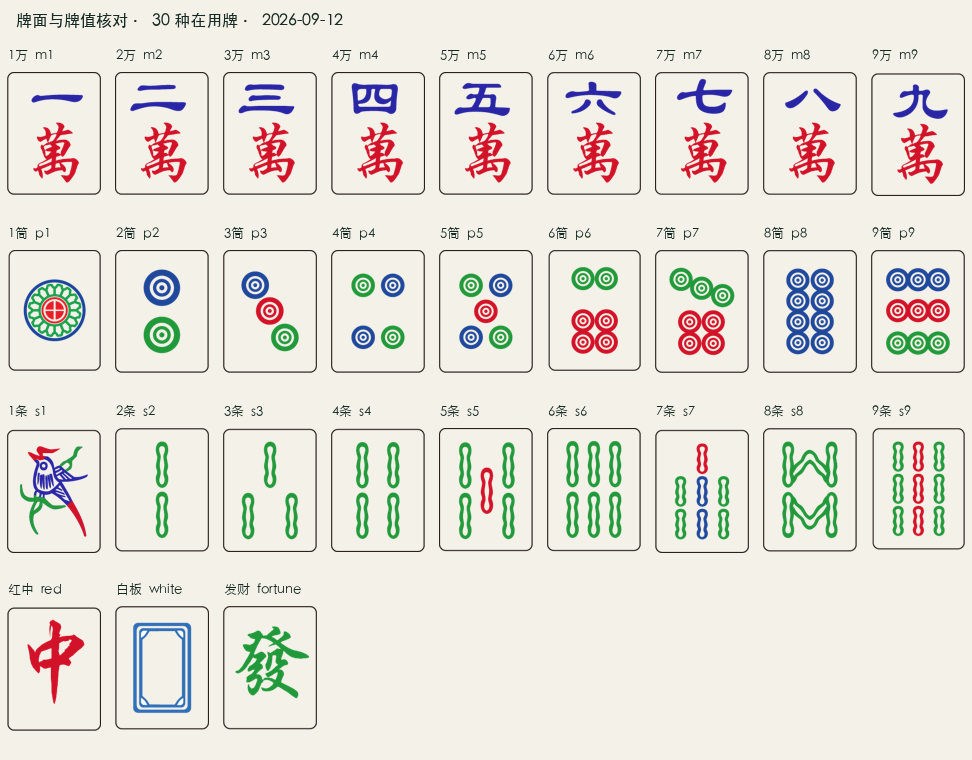 牌面与牌值核对 · 30 种在用牌 · 2026-09-12
1万 m1 2万 m2 3万 m3 4万 m4 5万 m5 6万 m6 7万 m7 8万 m8 9万 m9
一 二 三 四 五 六 七 八 九
萬 萬 萬 萬 萬 萬 萬 萬 萬
1筒 p1 2筒 p2 3筒 p3 4筒 p4 5筒 p5 6筒 p6 7筒 p7 8筒 p8 9筒 p9
1条 s1 2条 s2 3条 s3 4条 s4 5条 s5 6条 s6 7条 s7 8条 s8 9条 s9
红中 red 白板 white 发财 fortune
中 發